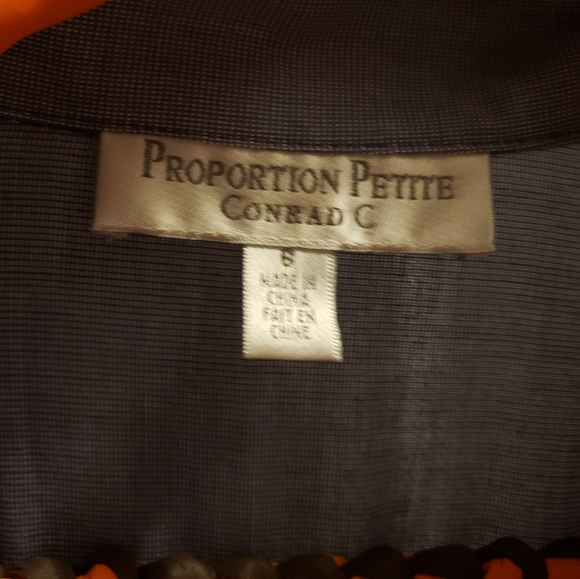 PROPORTION PETITE
CONRAD C
6
MADE IN
CHINA
FAIT EN
CHINE